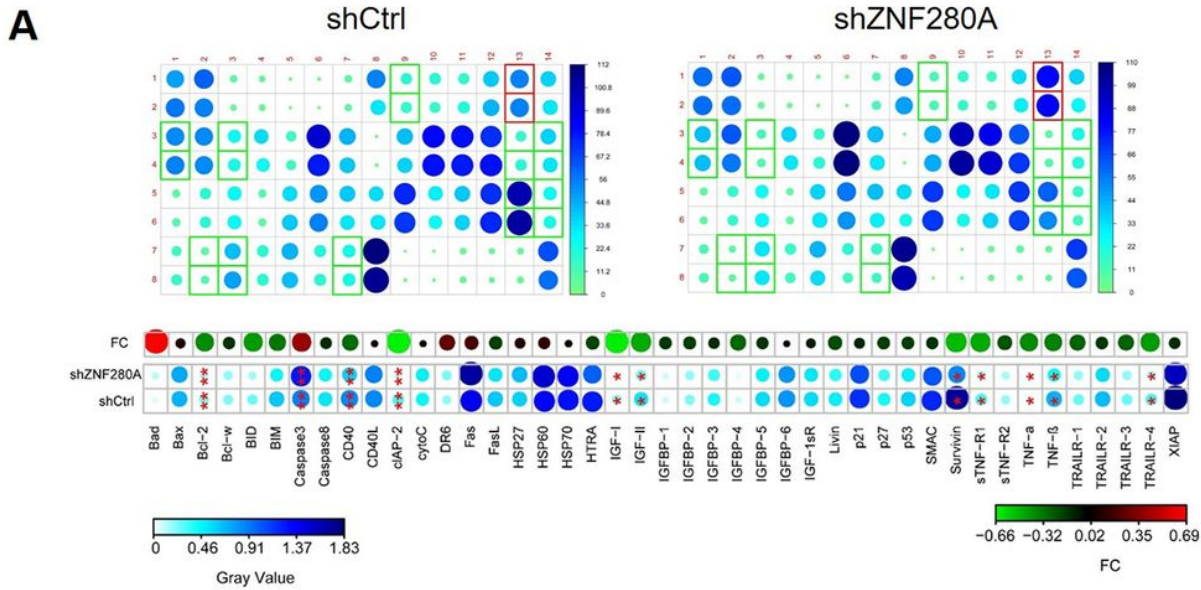 A
shCtrl
shZNF280A
1 2 3 4 5 6 7 8 9 10 11 12 13 14
1
2
3
4
5
6
7
8
112
100.8
89.6
78.4
67.2
56
44.8
33.6
22.4
11.2
0
1 2 3 4 5 6 7 8 9 10 11 12 13 14
1
2
3
4
5
6
7
8
110
99
88
77
66
55
44
33
22
11
0
FC
shZNF280A
** ** ** ** * * * * * * *
shCtrl
** ** ** ** * * * * * * *
Bad
Bax
Bcl-2
Bcl-w
BID
BIM
Caspase3
Caspase8
CD40
CD40L
cIAP-2
cytoC
DR6
Fas
FasL
HSP27
HSP60
HSP70
HTRA
IGF-I
IGF-II
IGFBP-1
IGFBP-2
IGFBP-3
IGFBP-4
IGFBP-5
IGFBP-6
IGF-1sR
Livin
p21
p27
p53
SMAC
Survivin
sTNF-R1
sTNF-R2
TNF-a
TNF-ß
TRAILR-1
TRAILR-2
TRAILR-3
TRAILR-4
XIAP
0 0.46 0.91 1.37 1.83
Gray Value
-0.66 -0.32 0.02 0.35 0.69
FC